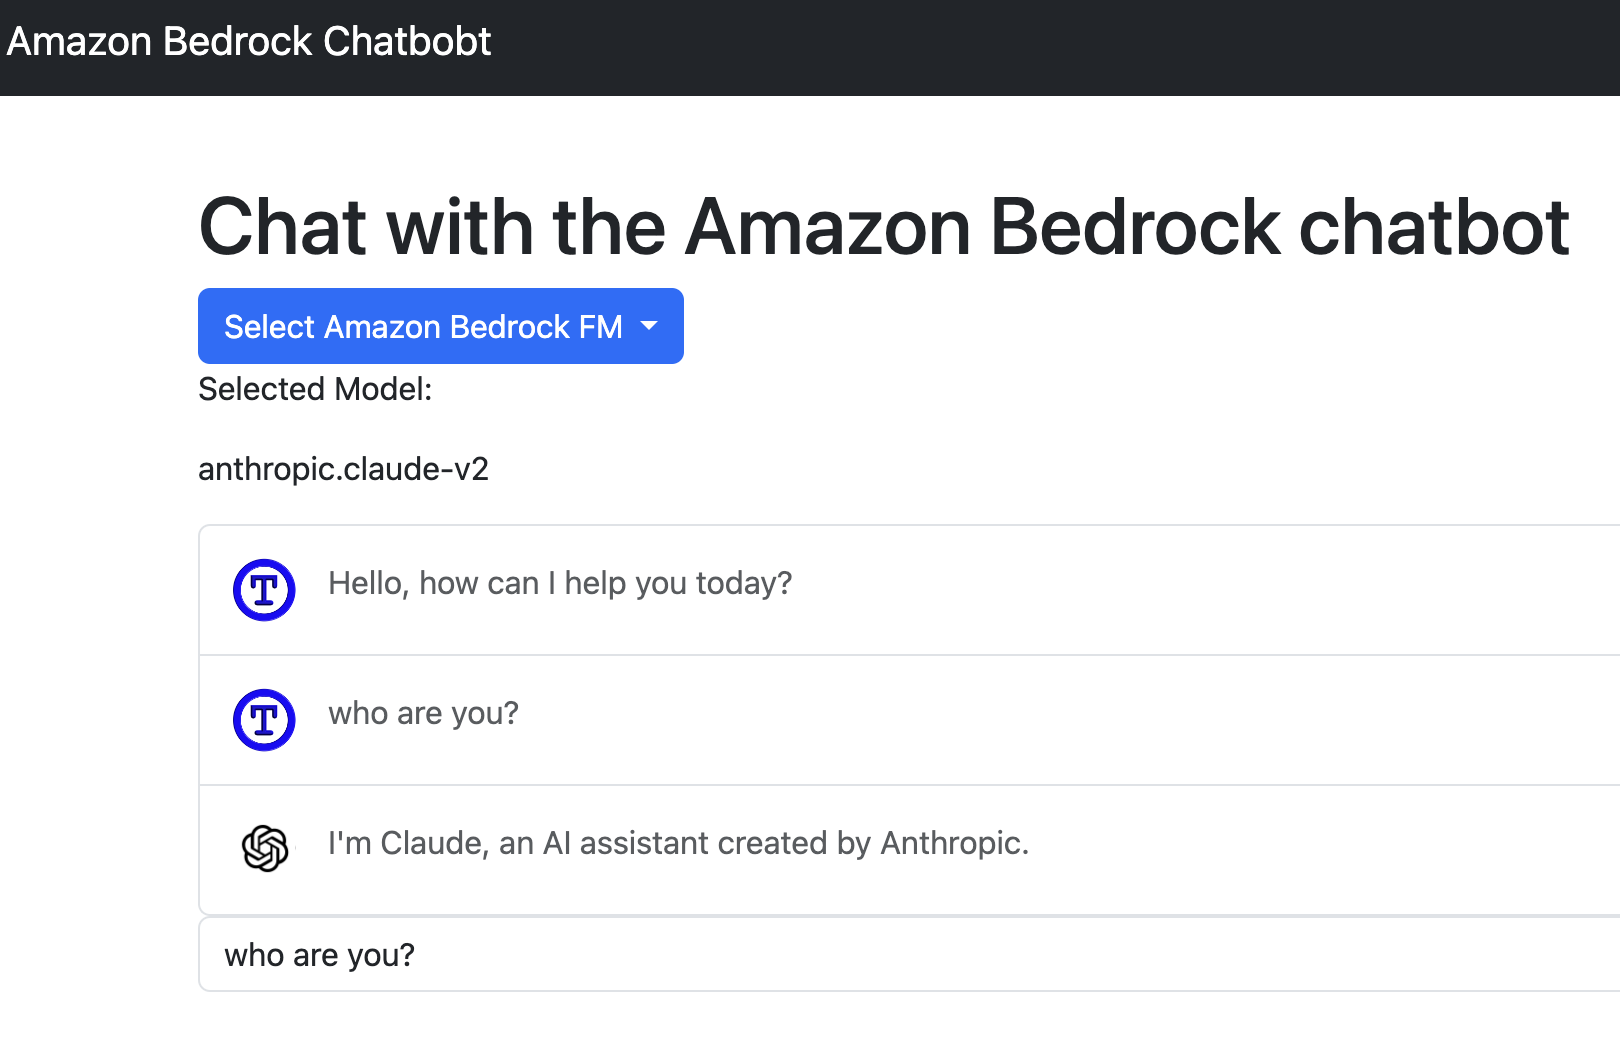 Amazon Bedrock Chatbobt
Chat with the Amazon Bedrock chatbot
Select Amazon Bedrock FM
Selected Model:
anthropic.claude-v2
T
Hello, how can I help you today?
T
who are you?
I'm Claude, an AI assistant created by Anthropic.
who are you?